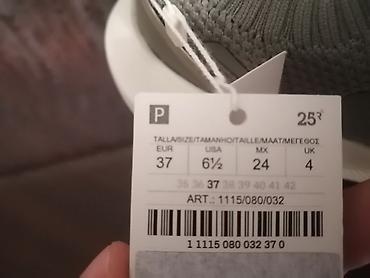 P 25
TALLA/SIZE/TAMANHO/TAILLE/MAAT/ΜΕΓΕΘΟΣ
EUR USA MX UK
37 6½ 24 4
35 36 37 38 39 40 41 42
ART.: 1115/080/032
1 1115 080 032 37 0